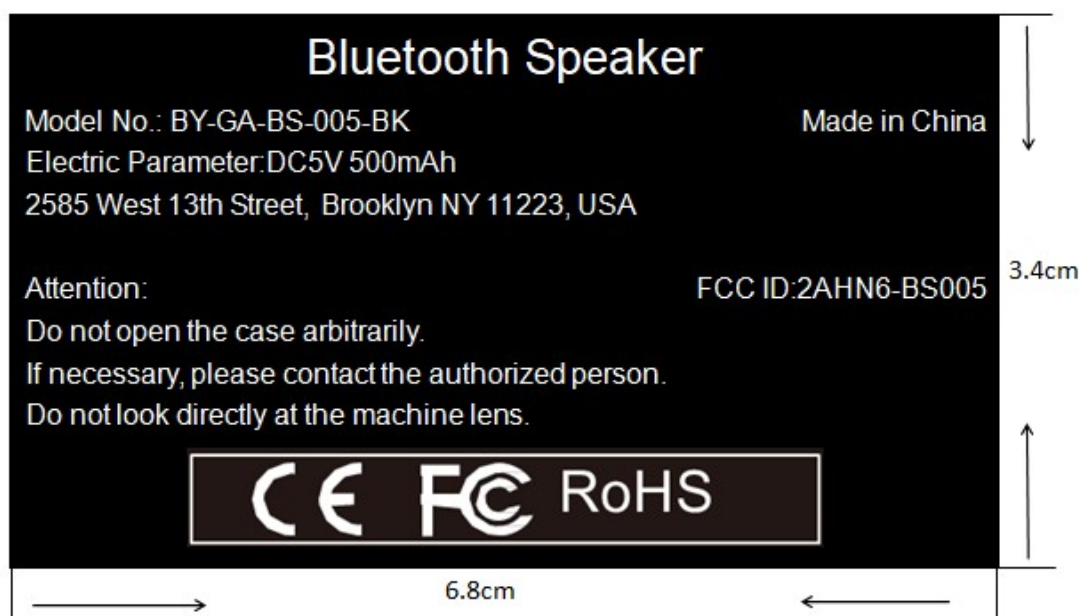 Bluetooth Speaker
Model No.: BY-GA-BS-005-BK
Made in China
Electric Parameter:DC5V 500mAh
2585 West 13th Street, Brooklyn NY 11223, USA
Attention:
FCC ID:2AHN6-BS005
3.4cm
Do not open the case arbitrarily.
If necessary, please contact the authorized person.
Do not look directly at the machine lens.
CE FC RoHS
6.8cm